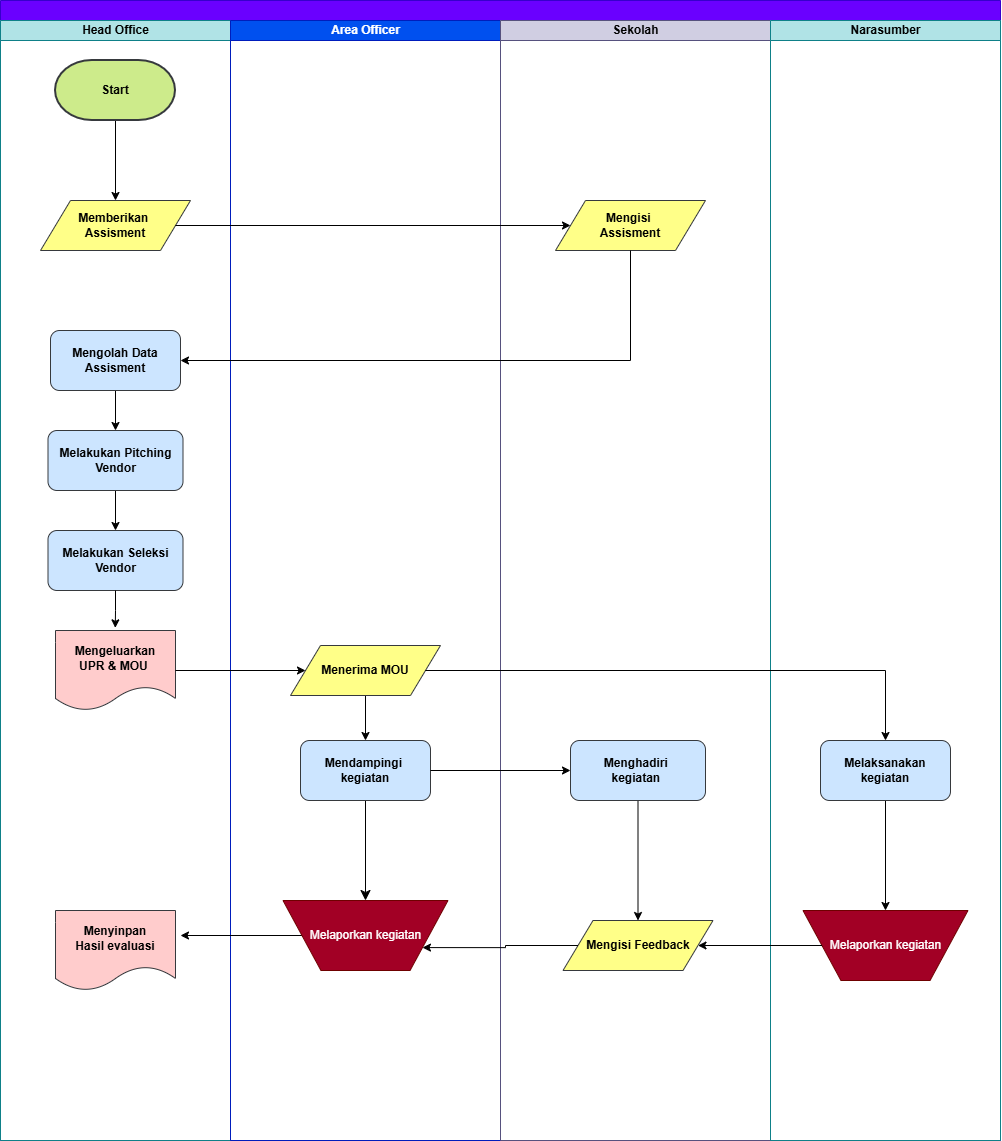 Head Office
Area Officer
Sekolah
Narasumber
Start
Memberikan
Assisment
Mengisi
Assisment
Mengolah Data
Assisment
Melakukan Pitching
Vendor
Melakukan Seleksi
Vendor
Mengeluarkan
UPR & MOU
Menerima MOU
Mendampingi
kegiatan
Menghadiri
kegiatan
Melaksanakan
kegiatan
Menyinpan
Hasil evaluasi
Melaporkan kegiatan
Mengisi Feedback
Melaporkan kegiatan